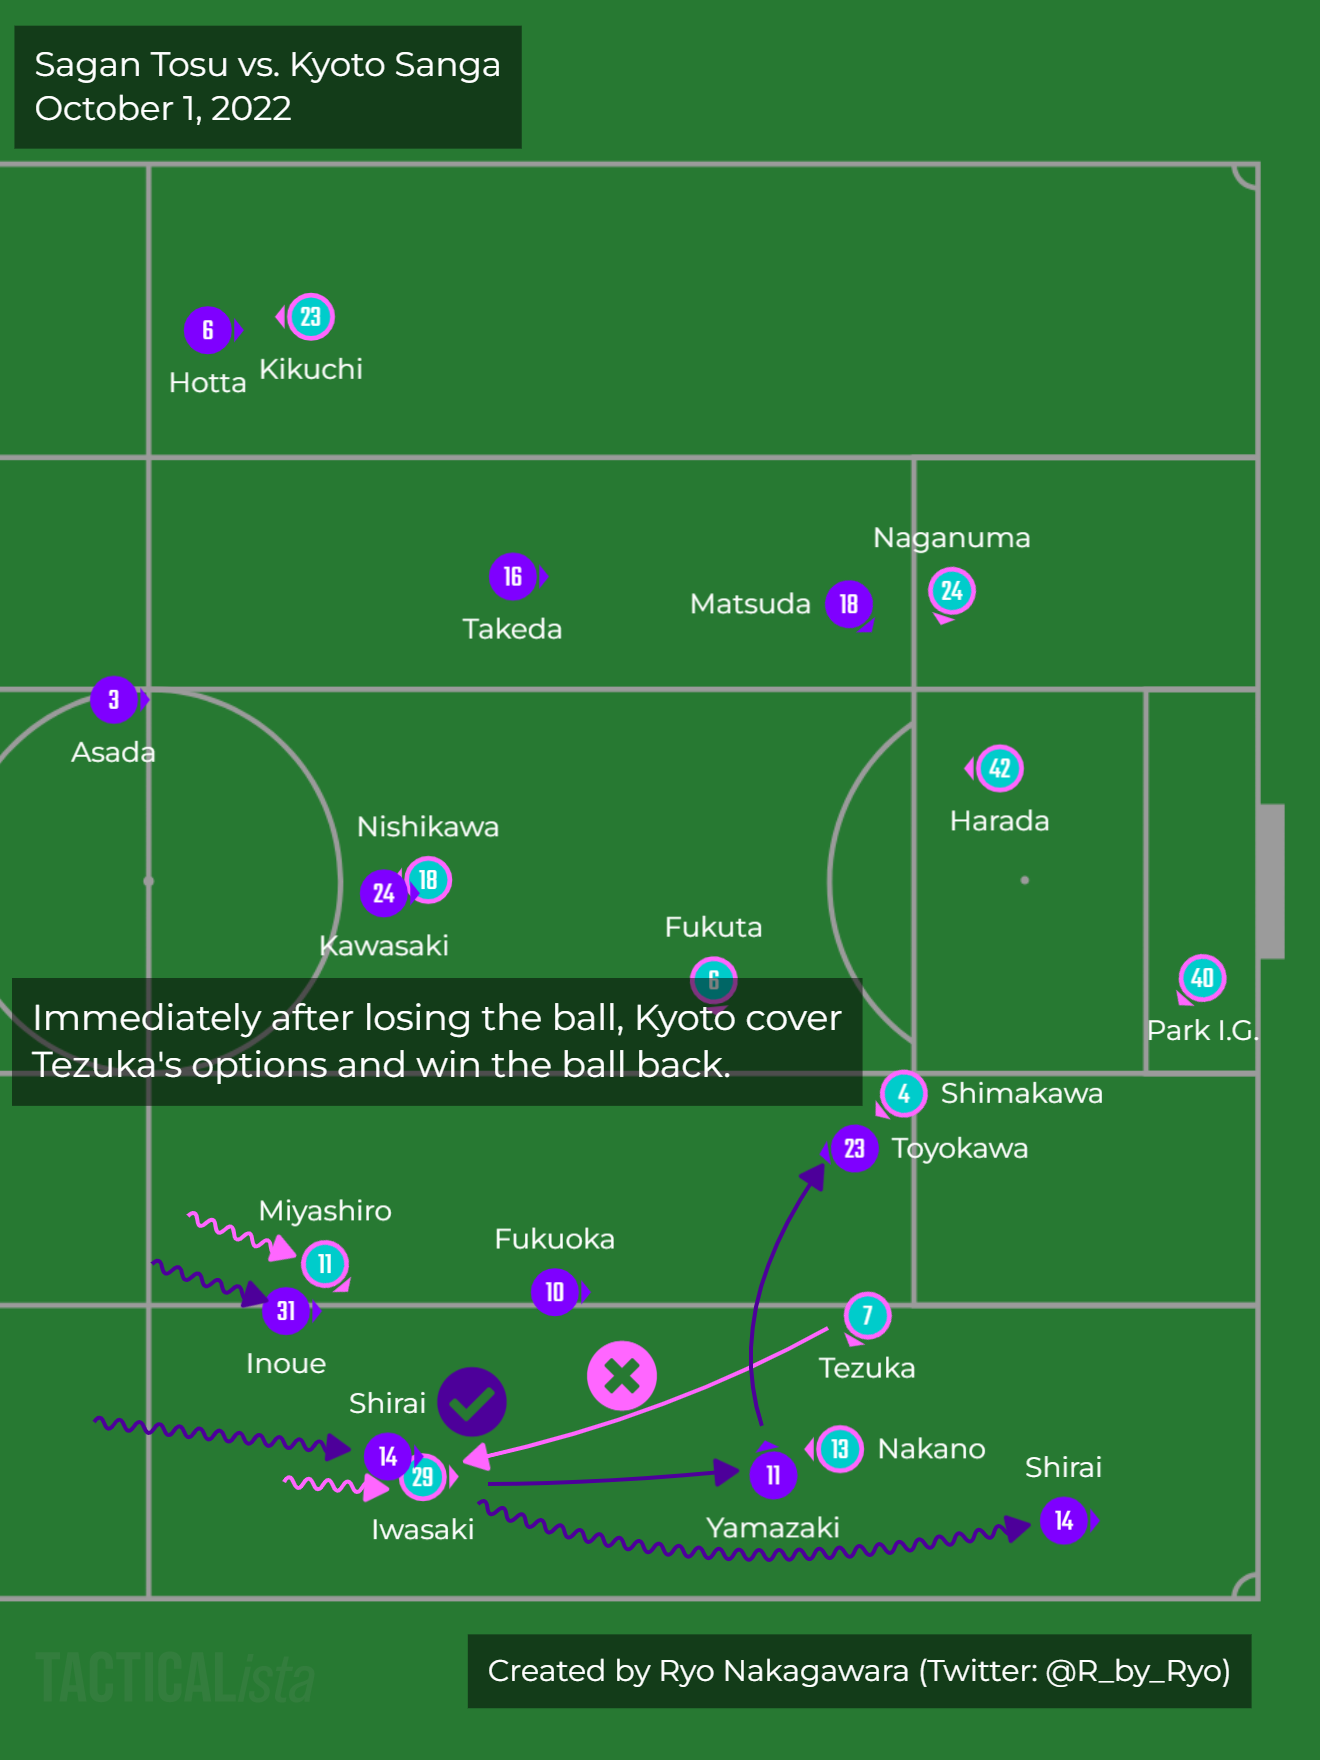 Sagan Tosu vs. Kyoto Sanga
October 1, 2022
6
Hotta
23
Kikuchi
Naganuma
24
16
Takeda
Matsuda
18
3
Asada
42
Harada
Nishikawa
18
24
Kawasaki
Fukuta
6
40
Park I.G.
Immediately after losing the ball, Kyoto cover
Tezuka's options and win the ball back.
4
Shimakawa
23
Toyokawa
Miyashiro
11
Fukuoka
10
31
Inoue
7
Tezuka
Shirai
14
29
Iwasaki
13
Nakano
11
Yamazaki
Shirai
14
TACTICALista
Created by Ryo Nakagawara (Twitter: @R_by_Ryo)